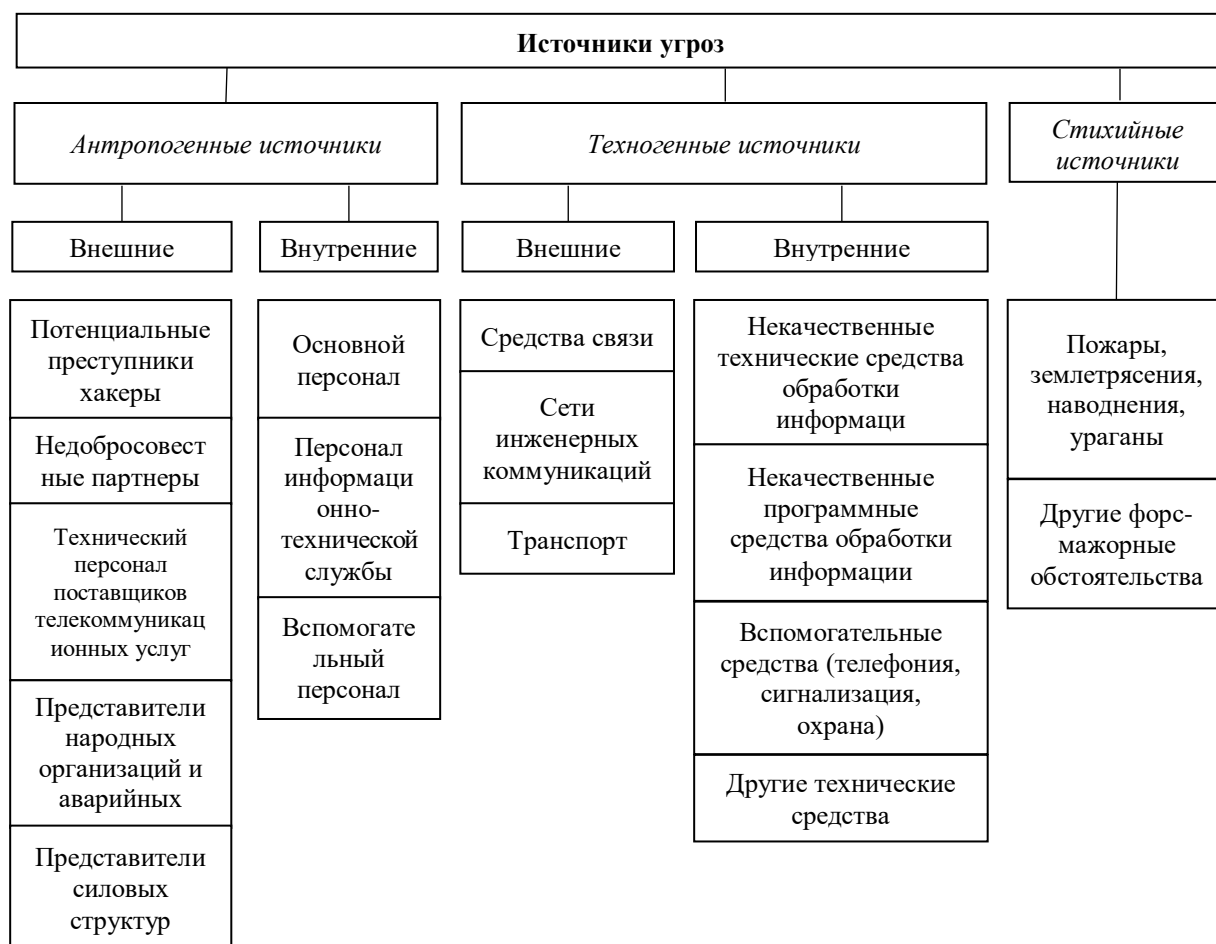 Источники угроз
Антропогенные источники
Техногенные источники
Стихийные
источники
Внешние
Внутренние
Внешние
Внутренние
Потенциальные
преступники
хакеры
Недобросовест
ные партнеры
Технический
персонал
поставщиков
телекоммуникац
ионных услуг
Представители
народных
организаций и
аварийных
Представители
силовых
структур
Основной
персонал
Персонал
информаци
онно-
технической
службы
Вспомогате
льный
персонал
Средства связи
Сети
инженерных
коммуникаций
Транспорт
Некачественные
технические средства
обработки
информаци
Некачественные
программные
средства обработки
информации
Вспомогательные
средства (телефония,
сигнализация,
охрана)
Другие технические
средства
Пожары,
землетрясения,
наводнения,
ураганы
Другие форс-
мажорные
обстоятельства